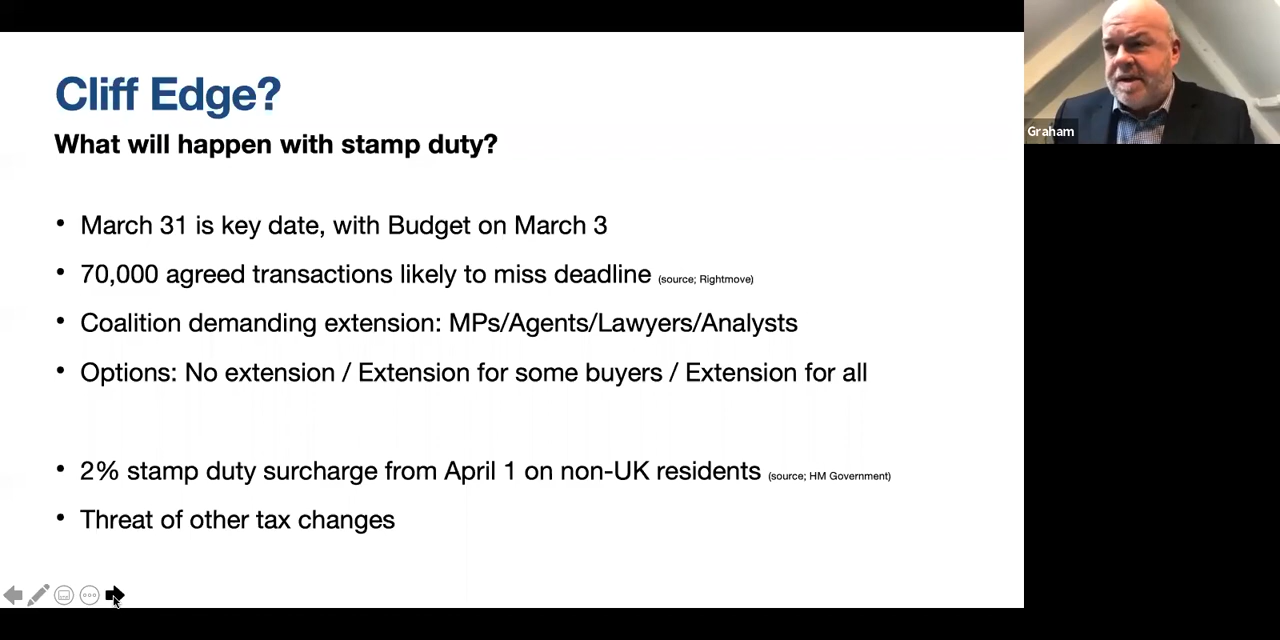 Cliff Edge?
What will happen with stamp duty?
• March 31 is key date, with Budget on March 3
• 70,000 agreed transactions likely to miss deadline (source; Rightmove)
• Coalition demanding extension: MPs/Agents/Lawyers/Analysts
• Options: No extension / Extension for some buyers / Extension for all
• 2% stamp duty surcharge from April 1 on non-UK residents (source; HM Government)
• Threat of other tax changes
Graham